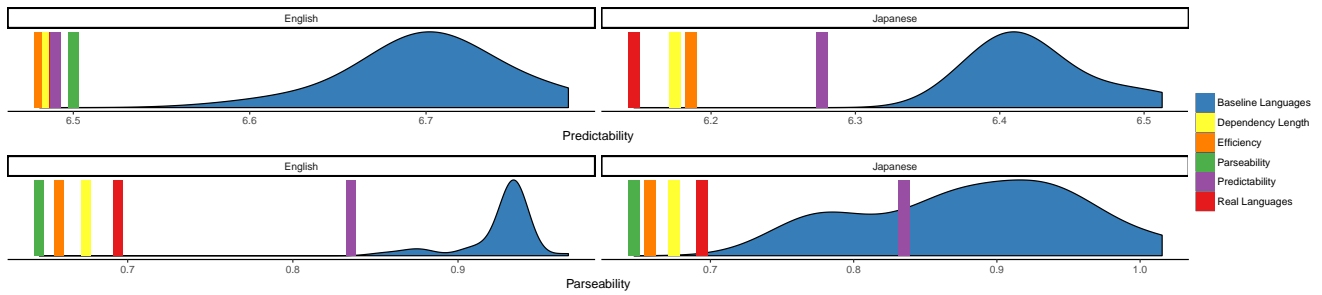 English
Japanese
6.5
6.6
6.7
6.2
6.3
6.4
6.5
Predictability
English
Japanese
0.7
0.8
0.9
0.7
0.8
0.9
1.0
Parseability
Baseline Languages
Dependency Length
Efficiency
Parseability
Predictability
Real Languages